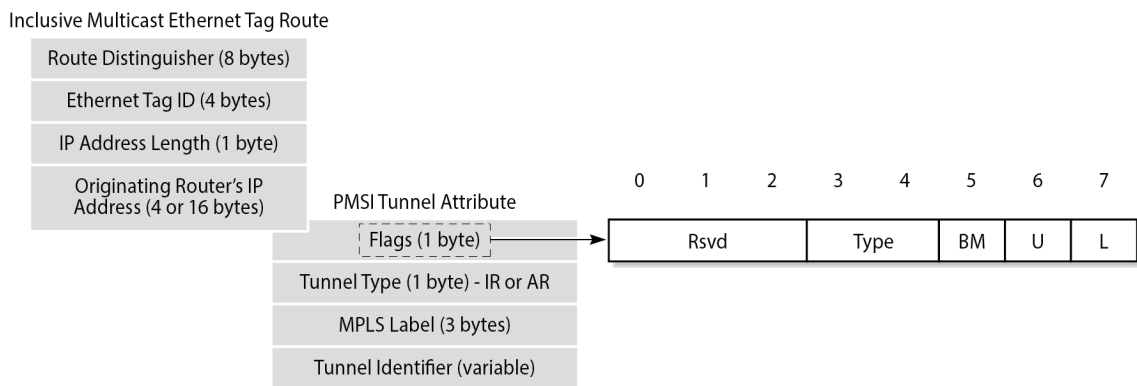 Inclusive Multicast Ethernet Tag Route
Route Distinguisher (8 bytes)
Ethernet Tag ID (4 bytes)
IP Address Length (1 byte)
Originating Router’s IP
Address (4 or 16 bytes)
PMSI Tunnel Attribute
Flags (1 byte)
Tunnel Type (1 byte) - IR or AR
MPLS Label (3 bytes)
Tunnel Identifier (variable)
0 1 2 3 4 5 6 7
Rsvd Type BM U L